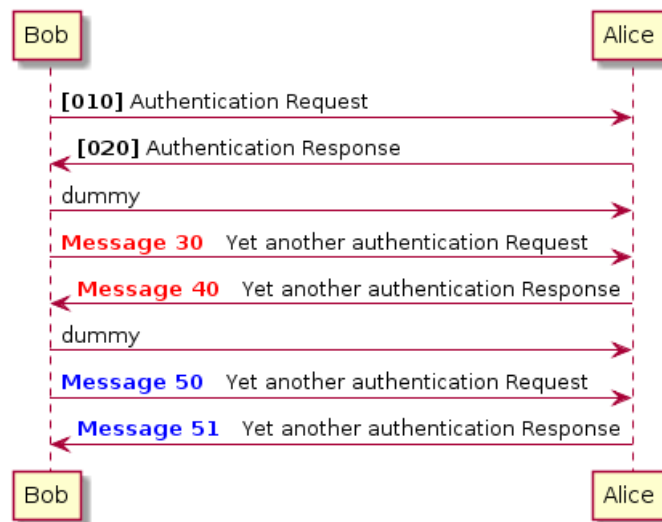 Bob Alice
[010] Authentication Request
[020] Authentication Response
dummy
Message 30 Yet another authentication Request
Message 40 Yet another authentication Response
dummy
Message 50 Yet another authentication Request
Message 51 Yet another authentication Response
Bob Alice